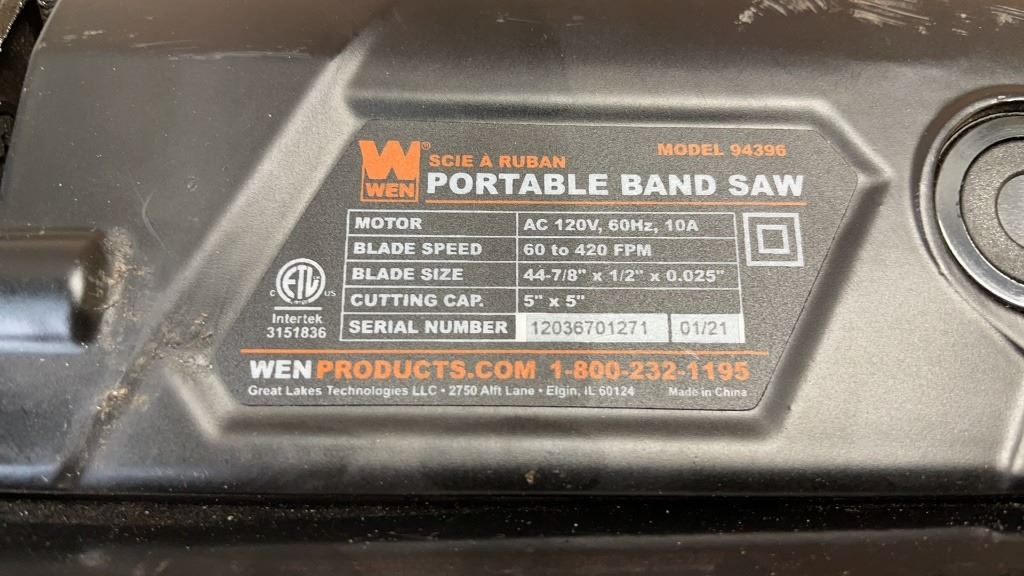 W®
WEN
SCIE À RUBAN
MODEL 94396
PORTABLE BAND SAW
MOTOR AC 120V, 60Hz, 10A
BLADE SPEED 60 to 420 FPM
BLADE SIZE 44-7/8" x 1/2" x 0.025"
CUTTING CAP. 5" x 5"
SERIAL NUMBER 12036701271 01/21
ETL
c us
Intertek
3151836
WENPRODUCTS.COM 1-800-232-1195
Great Lakes Technologies LLC • 2750 Alft Lane • Elgin, IL 60124 Made in China